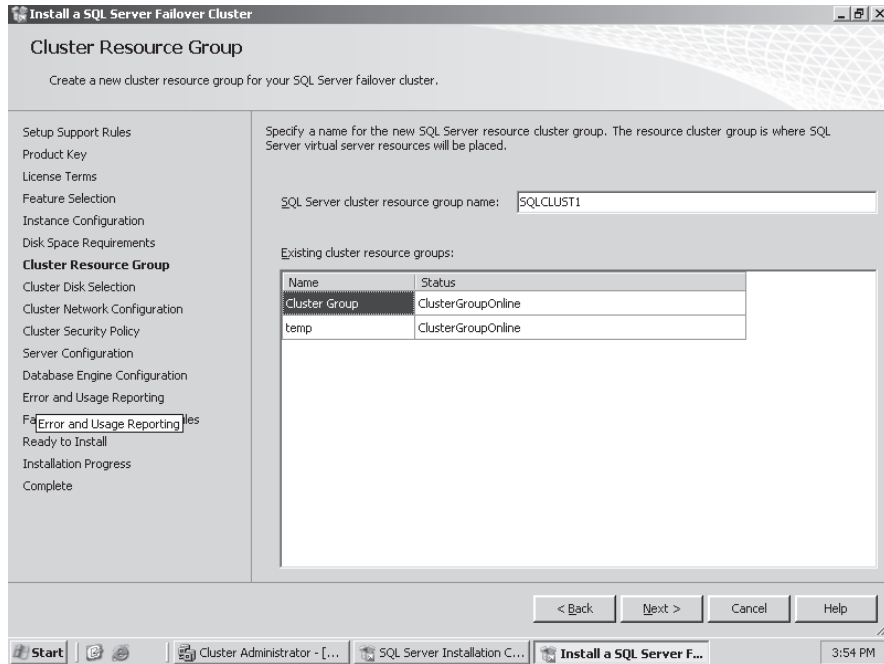 Install a SQL Server Failover Cluster
Cluster Resource Group
Create a new cluster resource group for your SQL Server failover cluster.
Setup Support Rules
Product Key
License Terms
Feature Selection
Instance Configuration
Disk Space Requirements
Cluster Resource Group
Cluster Disk Selection
Cluster Network Configuration
Cluster Security Policy
Server Configuration
Database Engine Configuration
Error and Usage Reporting
Fa
Error and Usage Reporting
les
Ready to Install
Installation Progress
Complete
Specify a name for the new SQL Server resource cluster group. The resource cluster group is where SQL
Server virtual server resources will be placed.
SQL Server cluster resource group name: SQLCLUST1
Existing cluster resource groups:
Name Status
Cluster Group ClusterGroupOnline
temp ClusterGroupOnline
< Back Next > Cancel Help
Start Cluster Administrator - [... SQL Server Installation C... Install a SQL Server F... 3:54 PM